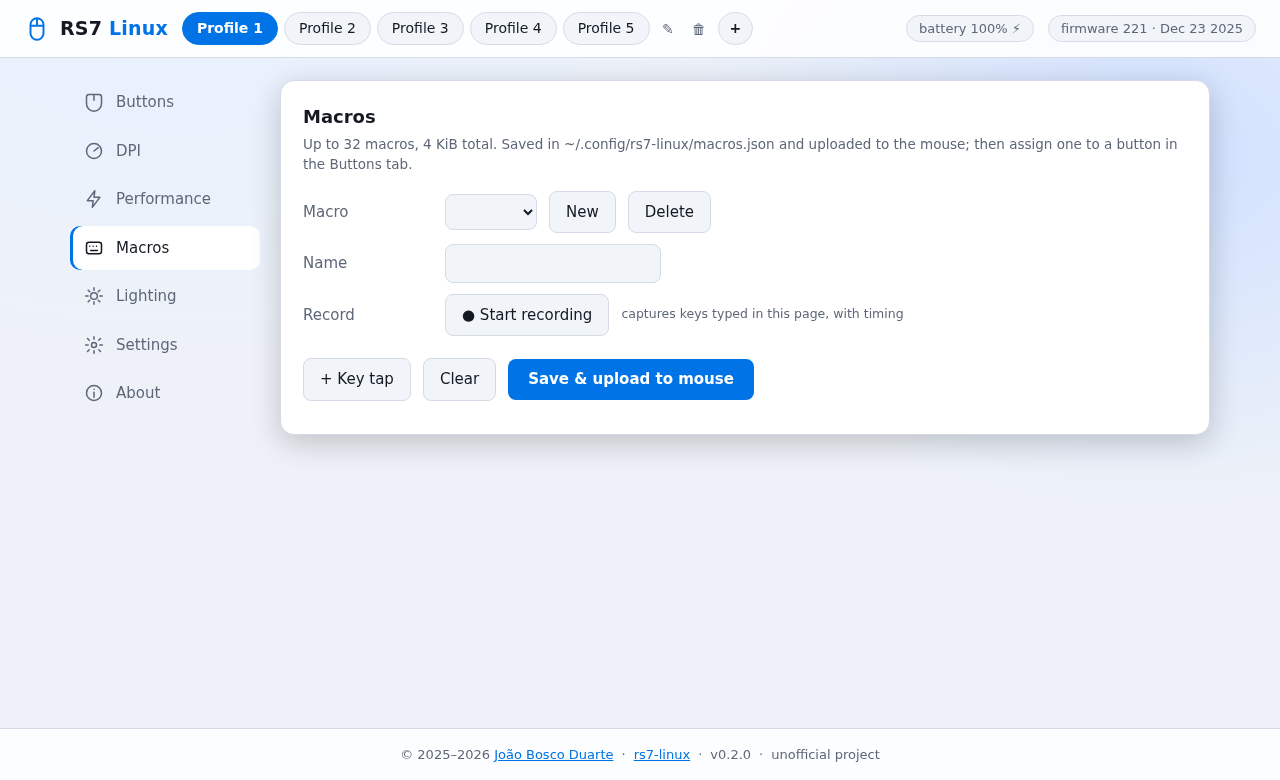 RS7 Linux Profile 1 Profile 2 Profile 3 Profile 4 Profile 5 ✎ 🗑 + battery 100% ⚡ firmware 221 · Dec 23 2025
Buttons
DPI
Performance
Macros
Lighting
Settings
About
Macros
Up to 32 macros, 4 KiB total. Saved in ~/.config/rs7-linux/macros.json and uploaded to the mouse; then assign one to a button in
the Buttons tab.
Macro New Delete
Name
Record ● Start recording captures keys typed in this page, with timing
+ Key tap Clear Save & upload to mouse
© 2025–2026 João Bosco Duarte · rs7-linux · v0.2.0 · unofficial project